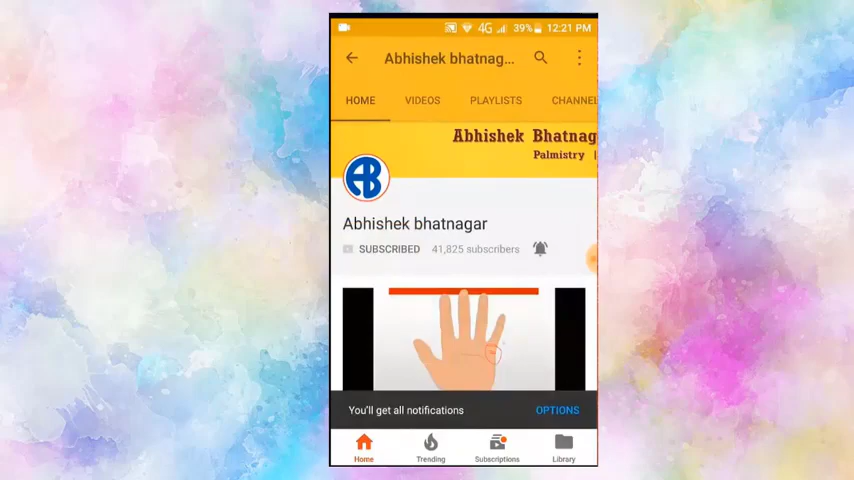 4G 39% 12:21 PM
Abhishek bhatnag...
HOME VIDEOS PLAYLISTS CHANNEL
Abhishek Bhatnag
Palmistry |
AB
Abhishek bhatnagar
SUBSCRIBED 41,825 subscribers
You'll get all notifications OPTIONS
Home Trending Subscriptions Library